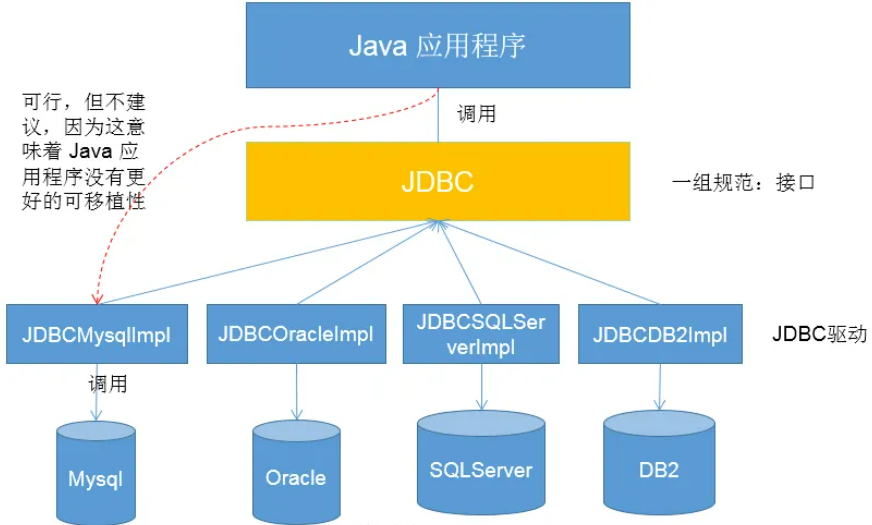 Java 应用程序
可行，但不建
议，因为这意
味着 Java 应
用程序没有更
好的可移植性
调用
JDBC
一组规范：接口
JDBCMysqlImpl
JDBCOracleImpl
JDBCSQLSer
verImpl
JDBCDB2Impl
JDBC驱动
调用
Mysql
Oracle
SQLServer
DB2